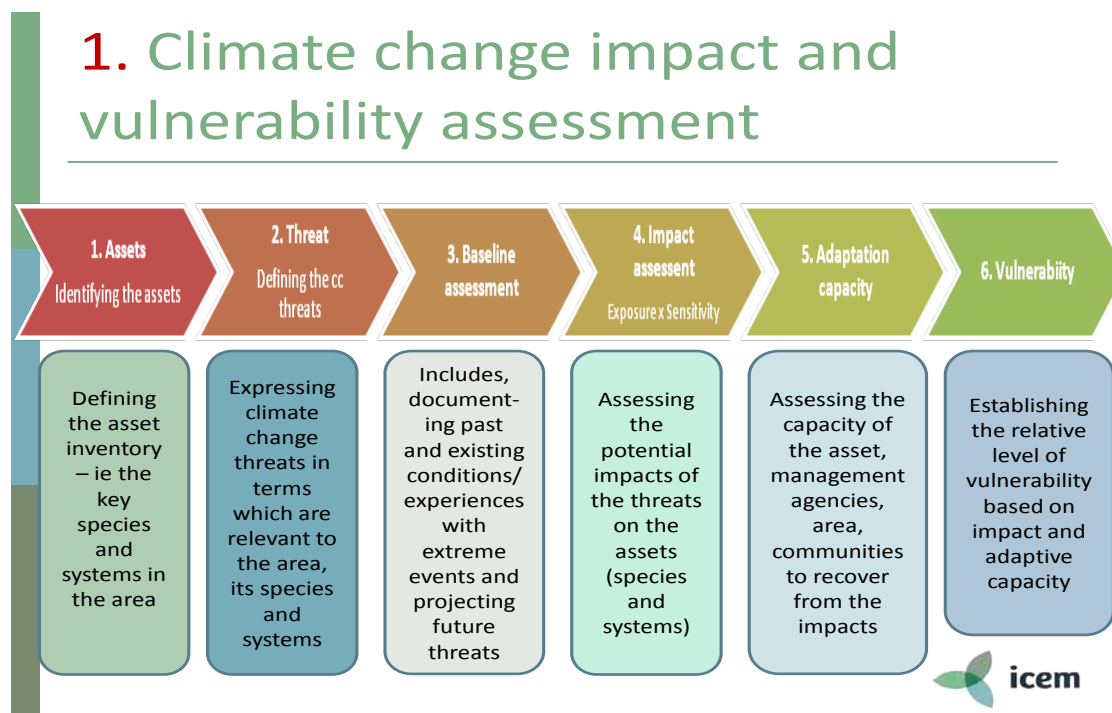 1. Climate change impact and
vulnerability assessment
1. Assets
Identifying the assets
2. Threat
Defining the cc
threats
3. Baseline
assessment
4. Impact
assessent
Exposure x Sensitivity
5. Adaptation
capacity
6. Vulnerabiity
Defining
the asset
inventory
– ie the
key
species
and
systems in
the area
Expressing
climate
change
threats in
terms
which are
relevant to
the area,
its species
and
systems
Includes,
document-
ing past
and existing
conditions/
experiences
with
extreme
events and
projecting
future
threats
Assessing
the
potential
impacts of
the threats
on the
assets
(species
and
systems)
Assessing the
capacity of
the asset,
management
agencies,
area,
communities
to recover
from the
impacts
Establishing
the relative
level of
vulnerability
based on
impact and
adaptive
capacity
icem